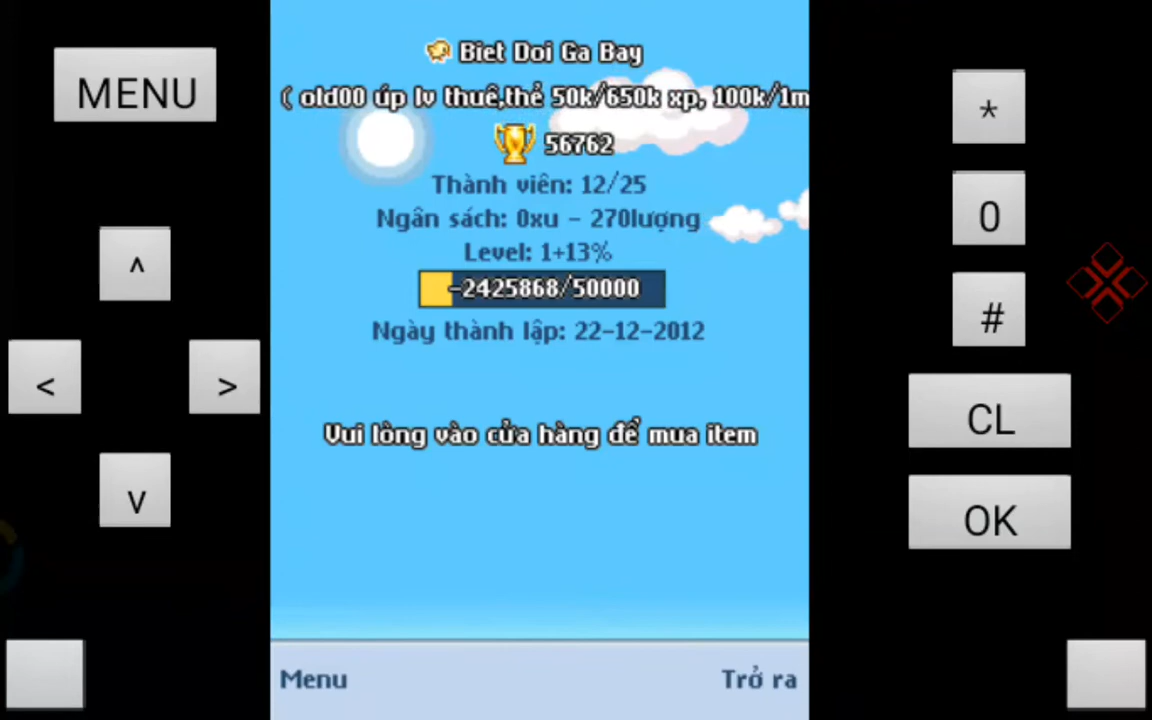 MENU
^
<
>
v
Biet Doi Ga Bay
( old00 úp lv thuê,thẻ 50k/650k xp, 100k/1m
56762
Thành viên: 12/25
Ngân sách: 0xu - 270lượng
Level: 1+13%
-2425868/50000
Ngày thành lập: 22-12-2012
Vui lòng vào cửa hàng để mua item
Menu
Trở ra
*
0
#
CL
OK